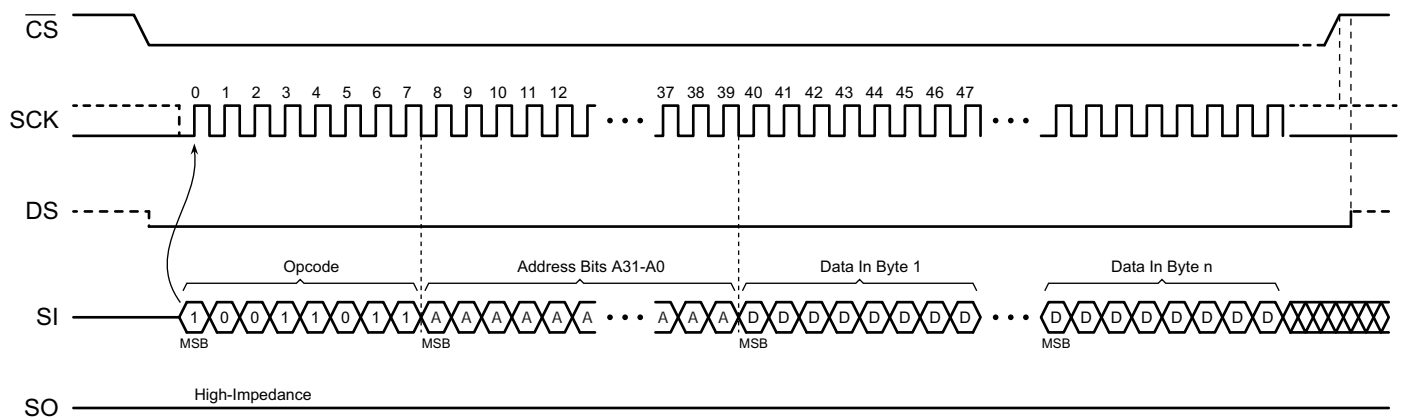 CS
SCK
0 1 2 3 4 5 6 7 8 9 10 11 12 37 38 39 40 41 42 43 44 45 46 47
DS
Opcode Address Bits A31-A0 Data In Byte 1 Data In Byte n
SI 1 0 0 1 1 0 1 1 A A A A A A A A A D D D D D D D D D D D D D D D D
MSB MSB MSB MSB
SO High-Impedance